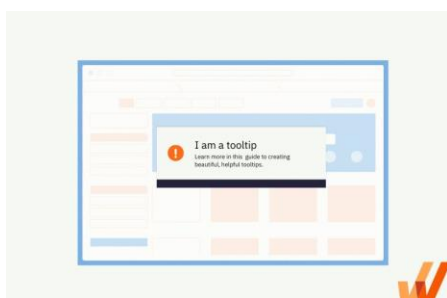 I am a tooltip
Learn more in this guide to creating
beautiful, helpful tooltips.